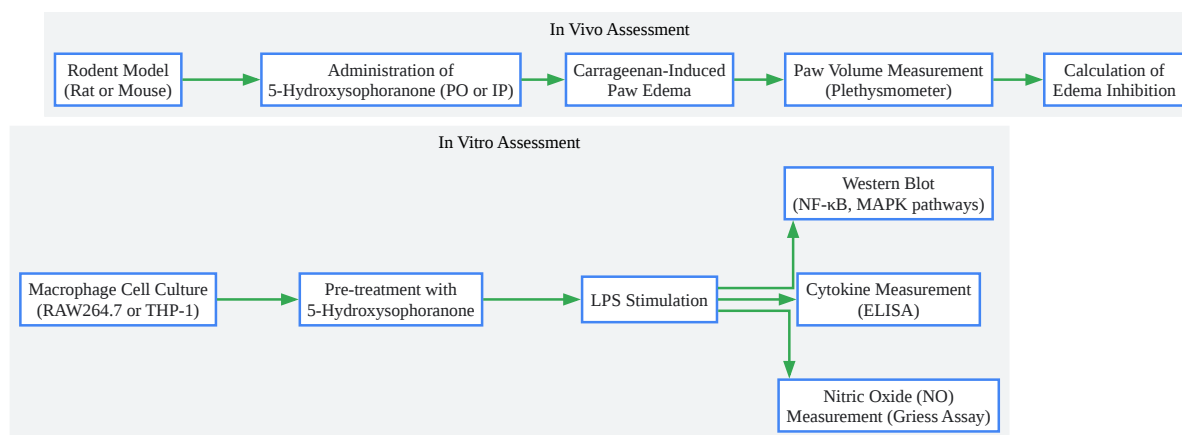 In Vivo Assessment
Rodent Model
(Rat or Mouse)
Administration of
5-Hydroxysophoranone (PO or IP)
Carrageenan-Induced
Paw Edema
Paw Volume Measurement
(Plethysmometer)
Calculation of
Edema Inhibition
In Vitro Assessment
Macrophage Cell Culture
(RAW264.7 or THP-1)
Pre-treatment with
5-Hydroxysophoranone
LPS Stimulation
Western Blot
(NF-κB, MAPK pathways)
Cytokine Measurement
(ELISA)
Nitric Oxide (NO)
Measurement (Griess Assay)